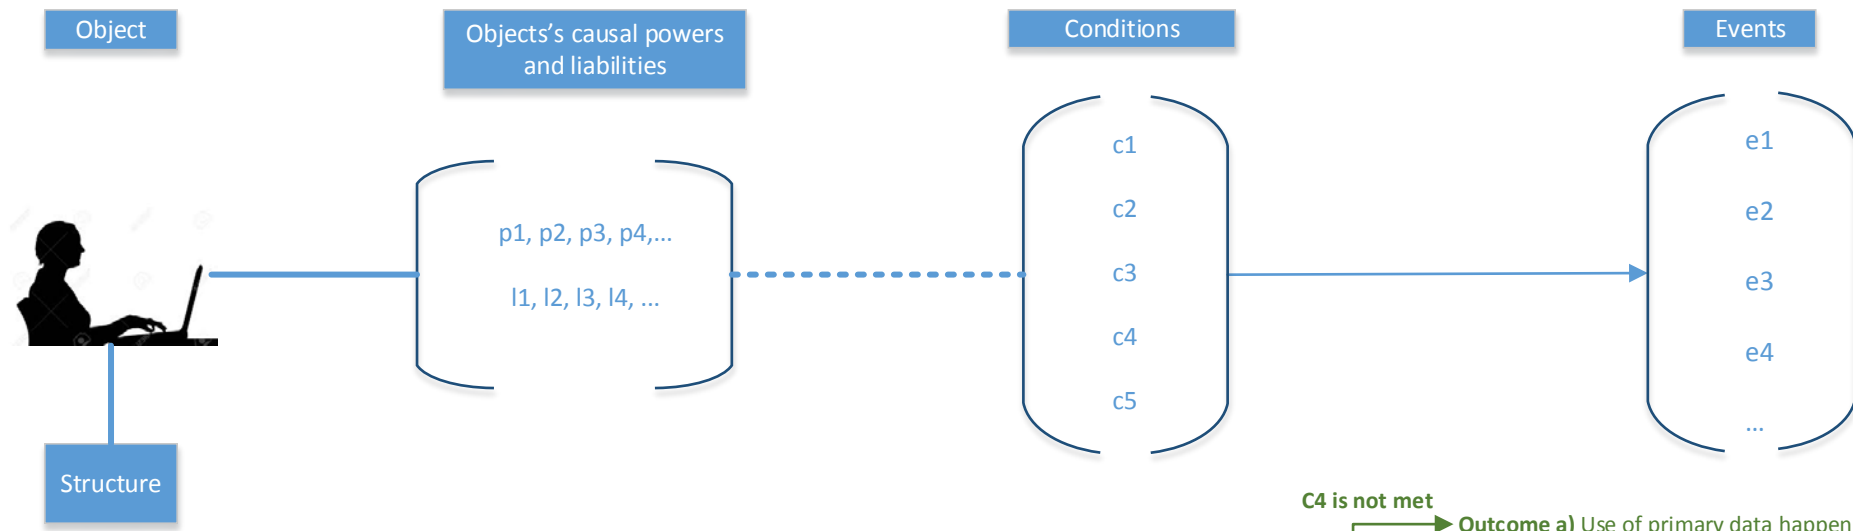 Object
Objects's causal powers
and liabilities
Conditions
Events
p1, p2, p3, p4,...
l1, l2, l3, l4, ...
c1
c2
c3
c4
c5
e1
e2
e3
e4
...
Structure
C4 is not met
Outcome a) Use of primary data happen